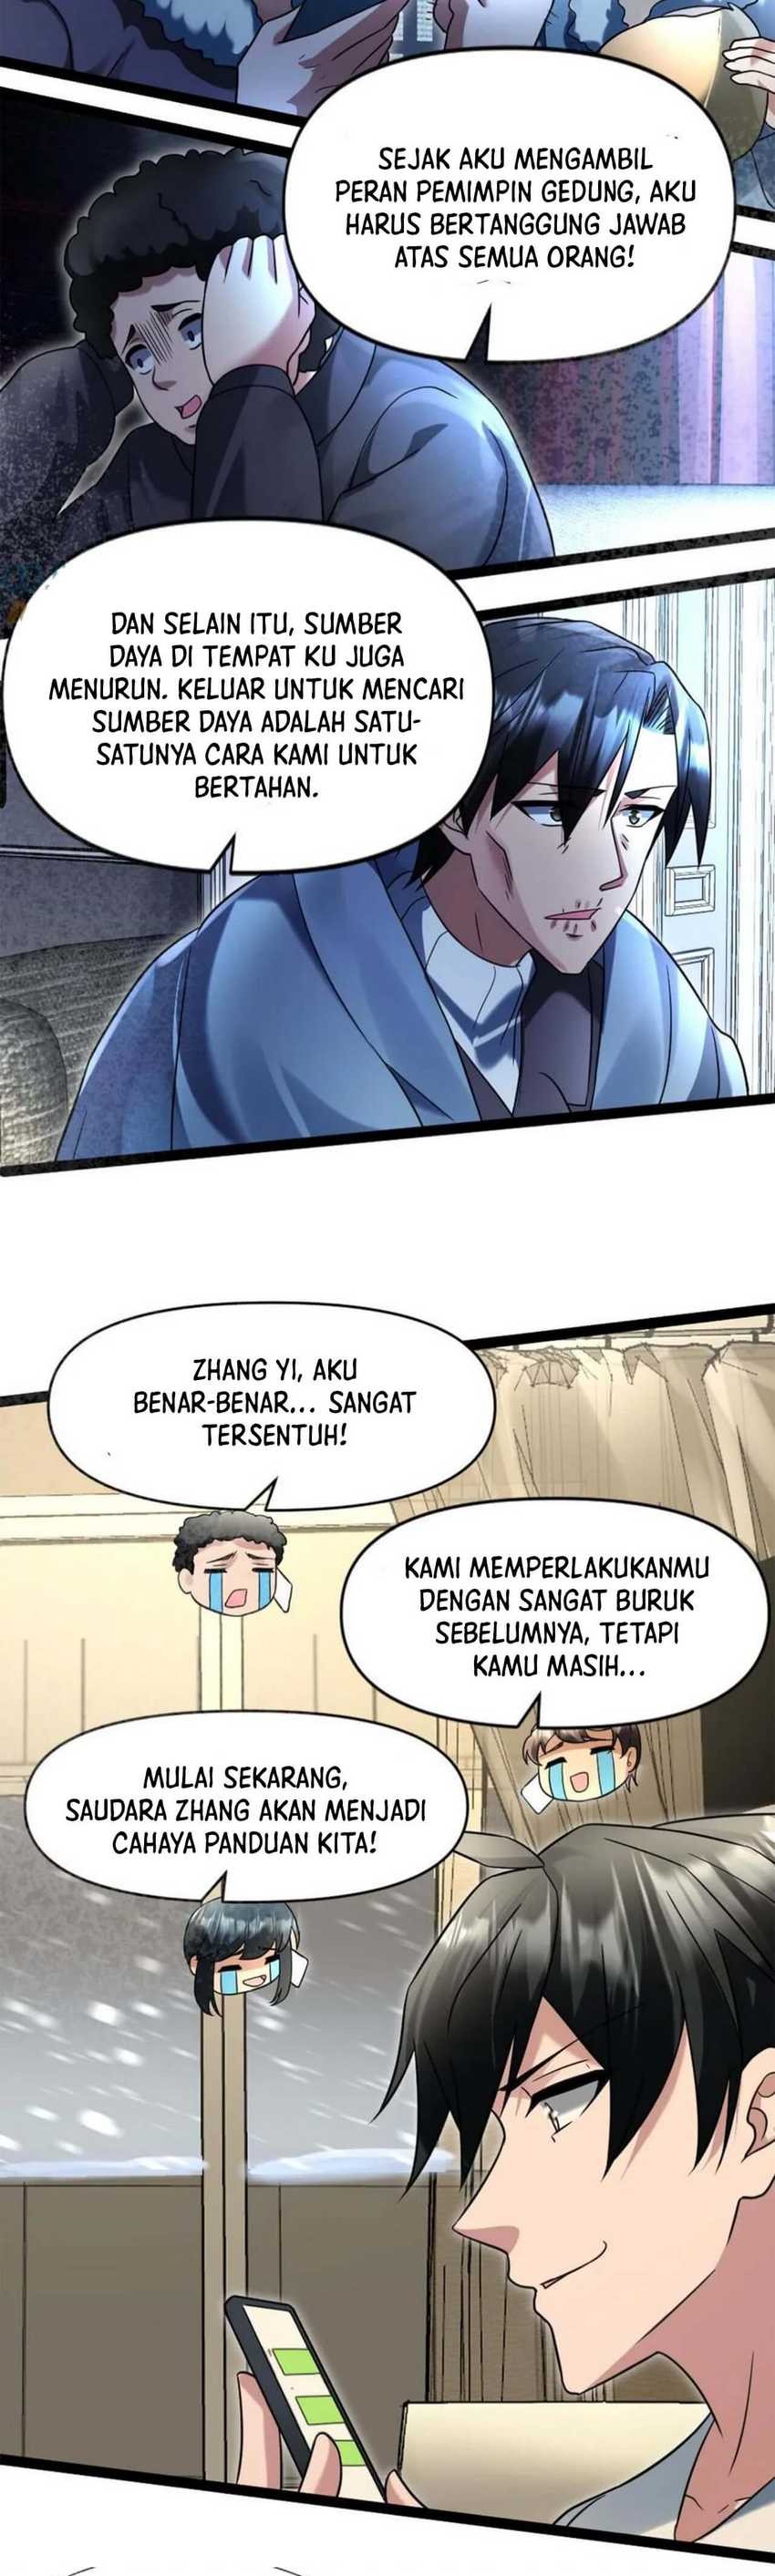 SEJAK AKU MENGAMBIL
PERAN PEMIMPIN GEDUNG, AKU
HARUS BERTANGGUNG JAWAB
ATAS SEMUA ORANG!
DAN SELAIN ITU, SUMBER
DAYA DI TEMPAT KU JUGA
MENURUN. KELUAR UNTUK MENCARI
SUMBER DAYA ADALAH SATU-
SATUNYA CARA KAMI UNTUK
BERTAHAN.
ZHANG YI, AKU
BENAR-BENAR... SANGAT
TERSENTUH!
KAMI MEMPERLAKUKANMU
DENGAN SANGAT BURUK
SEBELUMNYA, TETAPI
KAMU MASIH...
MULAI SEKARANG,
SAUDARA ZHANG AKAN MENJADI
CAHAYA PANDUAN KITA!